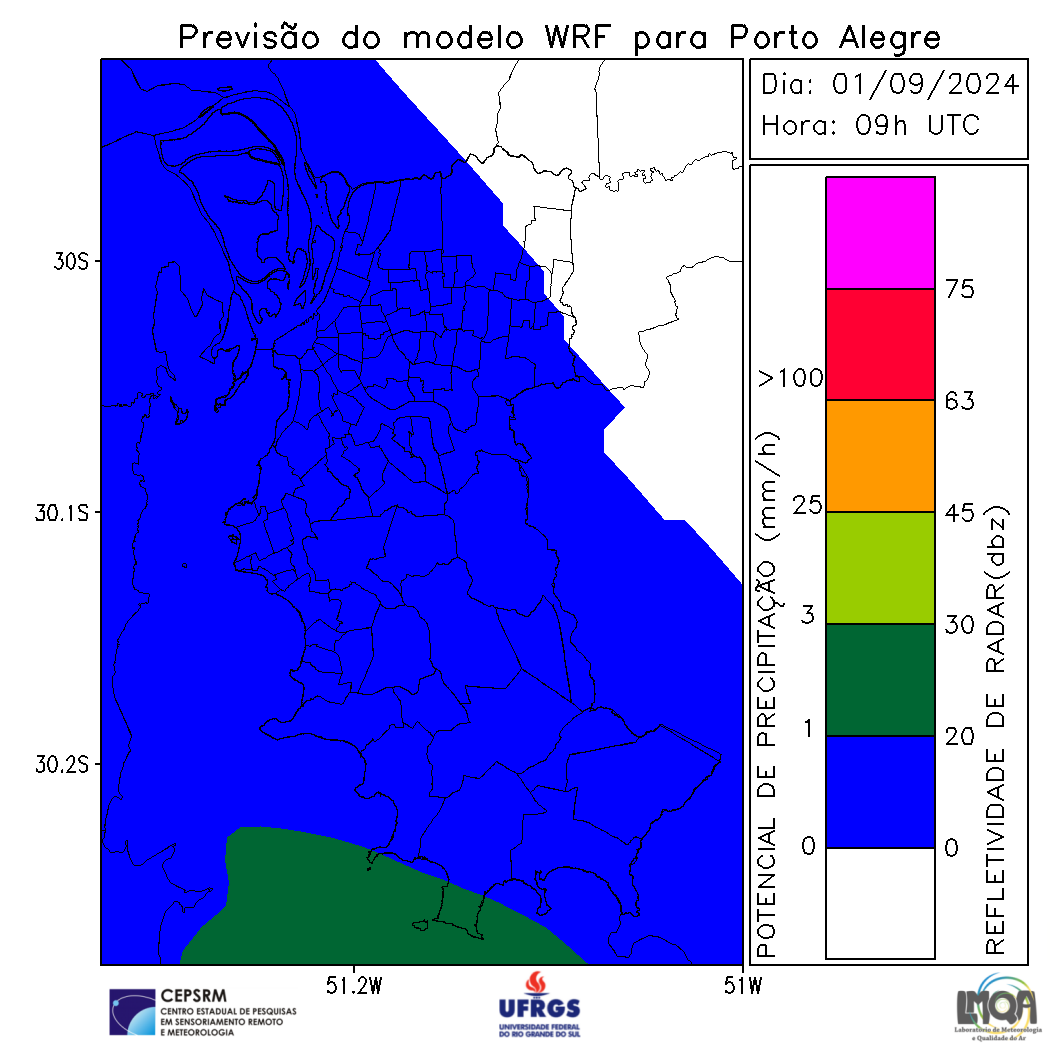 Previsão do modelo WRF para Porto Alegre
Dia: 01/09/2024
Hora: 09h UTC
30S
30.1S
30.2S
51.2W
51W
POTENCIAL DE PRECIPITAÇÃO (mm/h)
>100
25
3
1
0
75
63
45
30
20
0
REFLETIVIDADE DE RADAR(dbz)
CEPSRM
CENTRO ESTADUAL DE PESQUISAS
EM SENSORIAMENTO REMOTO
E METEOROLOGIA
UFRGS
UNIVERSIDADE FEDERAL
DO RIO GRANDE DO SUL
LMQA
Laboratório de Meteorologia
e Qualidade do Ar